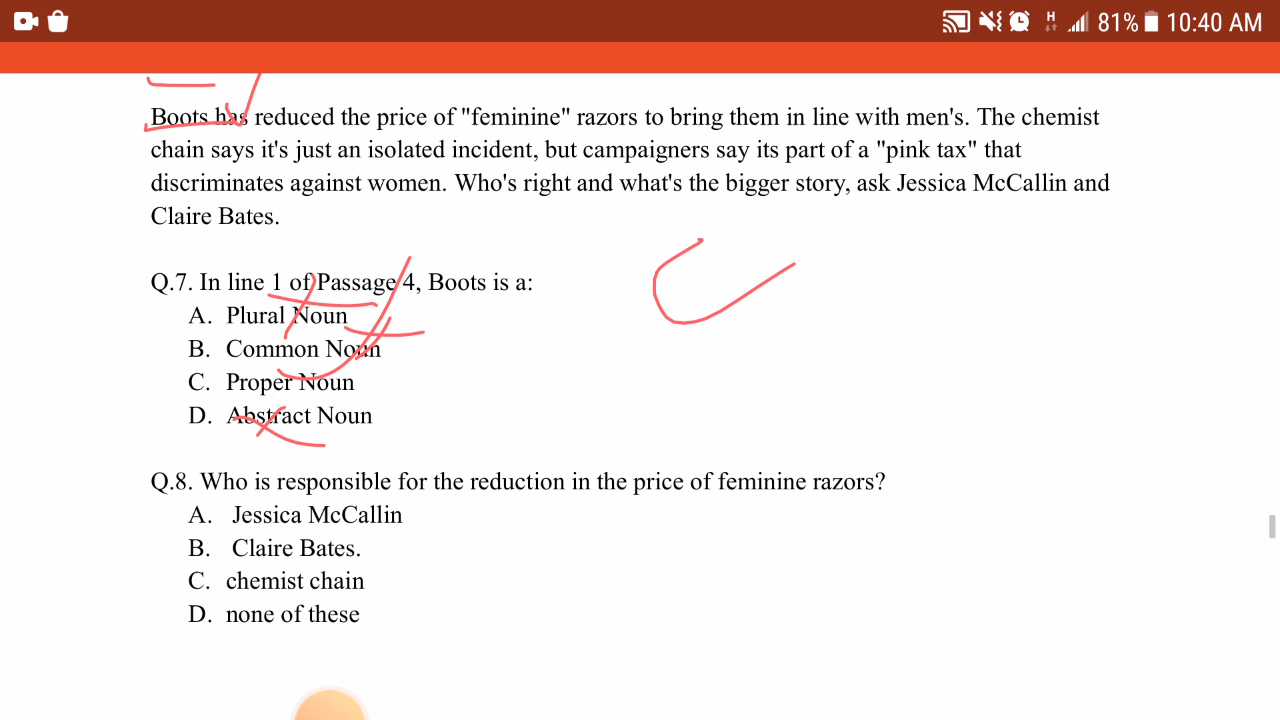 H 81% 10:40 AM
Boots has reduced the price of "feminine" razors to bring them in line with men's. The chemist
chain says it's just an isolated incident, but campaigners say its part of a "pink tax" that
discriminates against women. Who's right and what's the bigger story, ask Jessica McCallin and
Claire Bates.
Q.7. In line 1 of Passage 4, Boots is a:
A. Plural Noun
B. Common Noun
C. Proper Noun
D. Abstract Noun
Q.8. Who is responsible for the reduction in the price of feminine razors?
A. Jessica McCallin
B. Claire Bates.
C. chemist chain
D. none of these